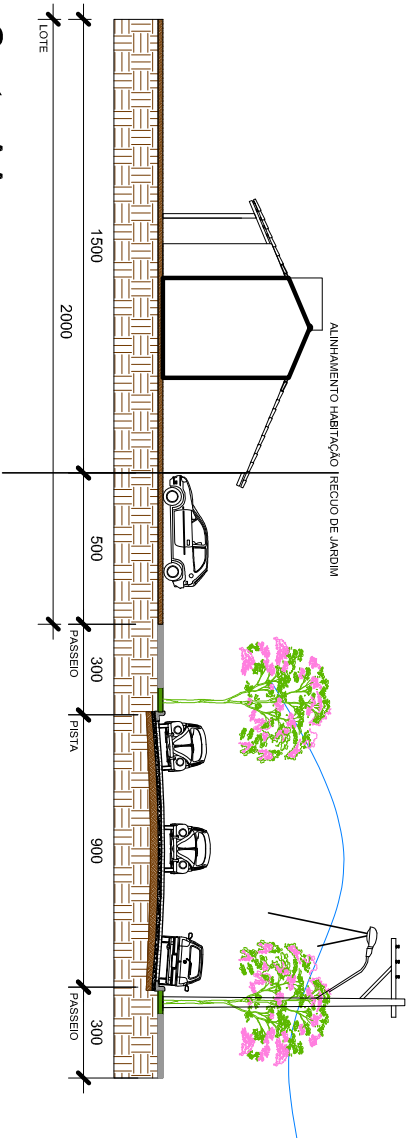 ALINHAMENTO HABITAÇÃO
RECUO DE JARDIM
1500
500
300
900
300
2000
LOTE
PASSEIO
PISTA
PASSEIO